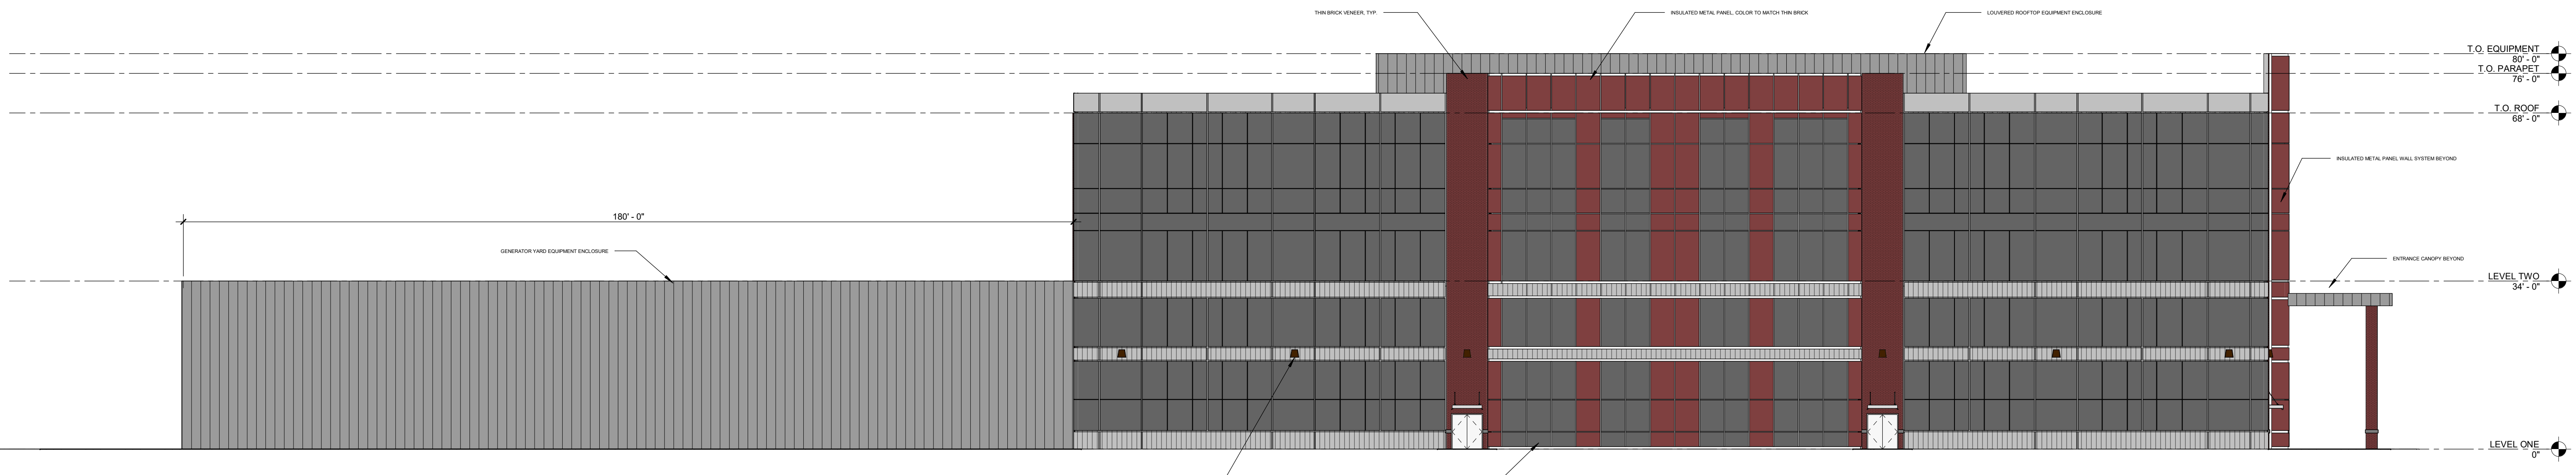 THIN BRICK VENEER, TYP.
INSULATED METAL PANEL, COLOR TO MATCH THIN BRICK
LOUVERED ROOFTOP EQUIPMENT ENCLOSURE
T.O. EQUIPMENT
80' - 0"
T.O. PARAPET
76' - 0"
T.O. ROOF
68' - 0"
INSULATED METAL PANEL WALL SYSTEM BEYOND
180' - 0"
GENERATOR YARD EQUIPMENT ENCLOSURE
ENTRANCE CANOPY BEYOND
LEVEL TWO
34' - 0"
LEVEL ONE
0"